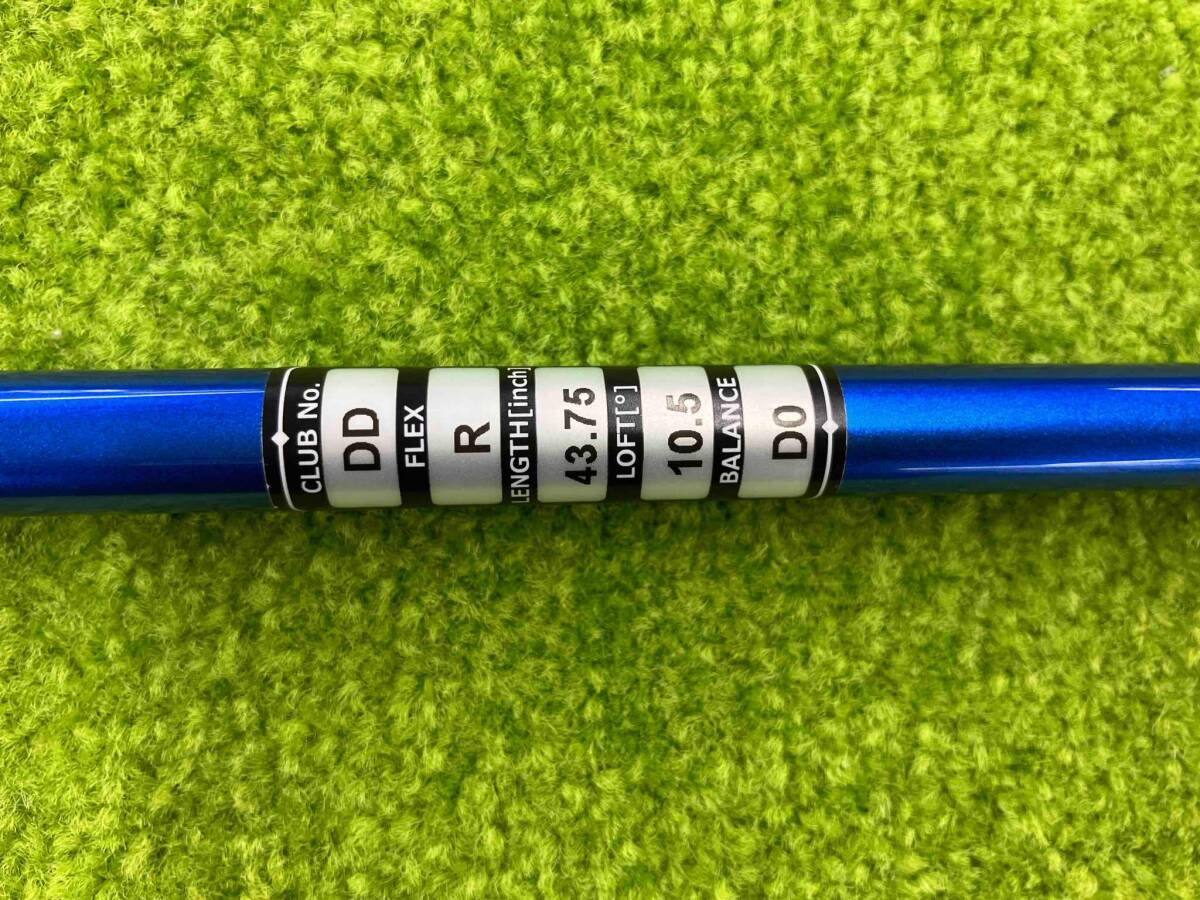 CLUB No.
DD
FLEX
R
LENGTH[inch]
43.75
LOFT[°]
10.5
BALANCE
D0